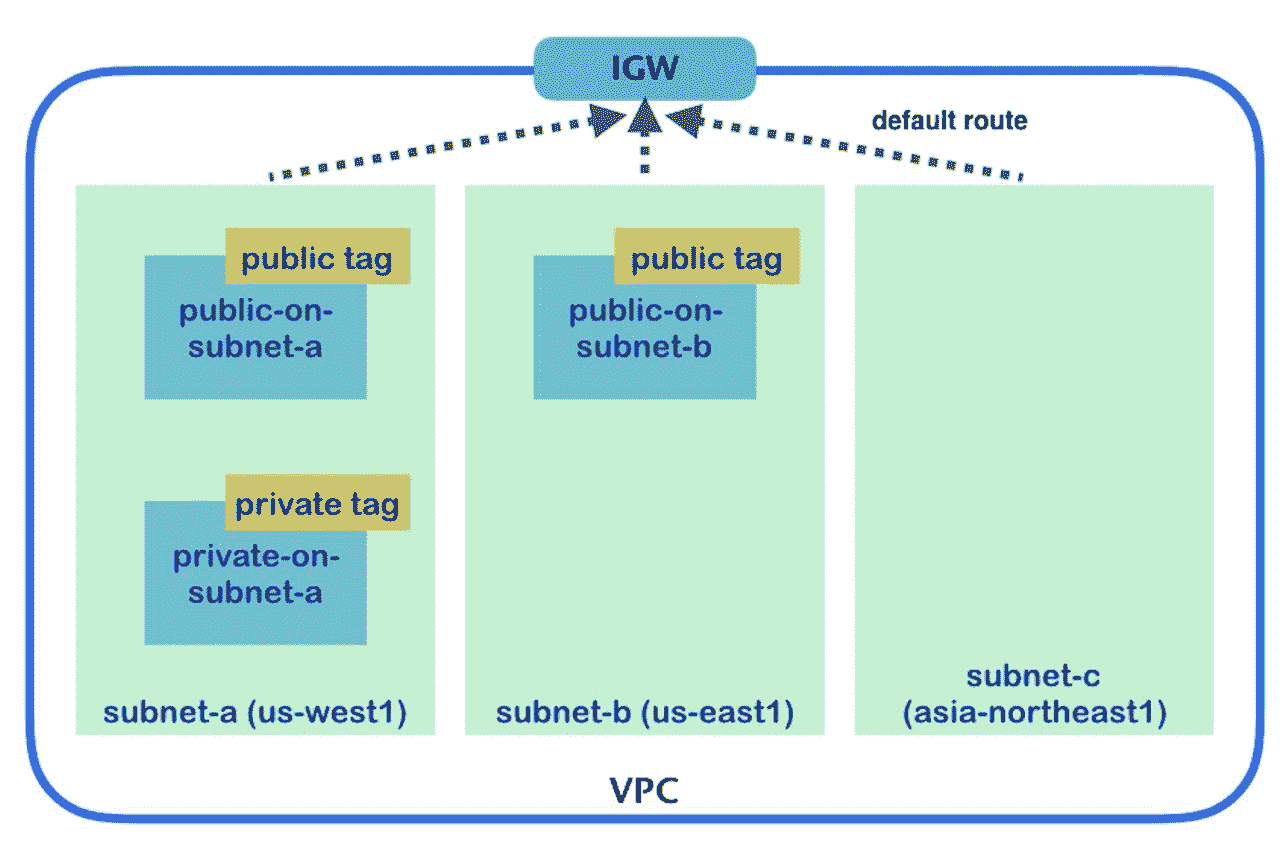 IGW
default route
public tag
public-on-
subnet-a
private tag
private-on-
subnet-a
subnet-a (us-west1)
public tag
public-on-
subnet-b
subnet-b (us-east1)
subnet-c
(asia-northeast1)
VPC